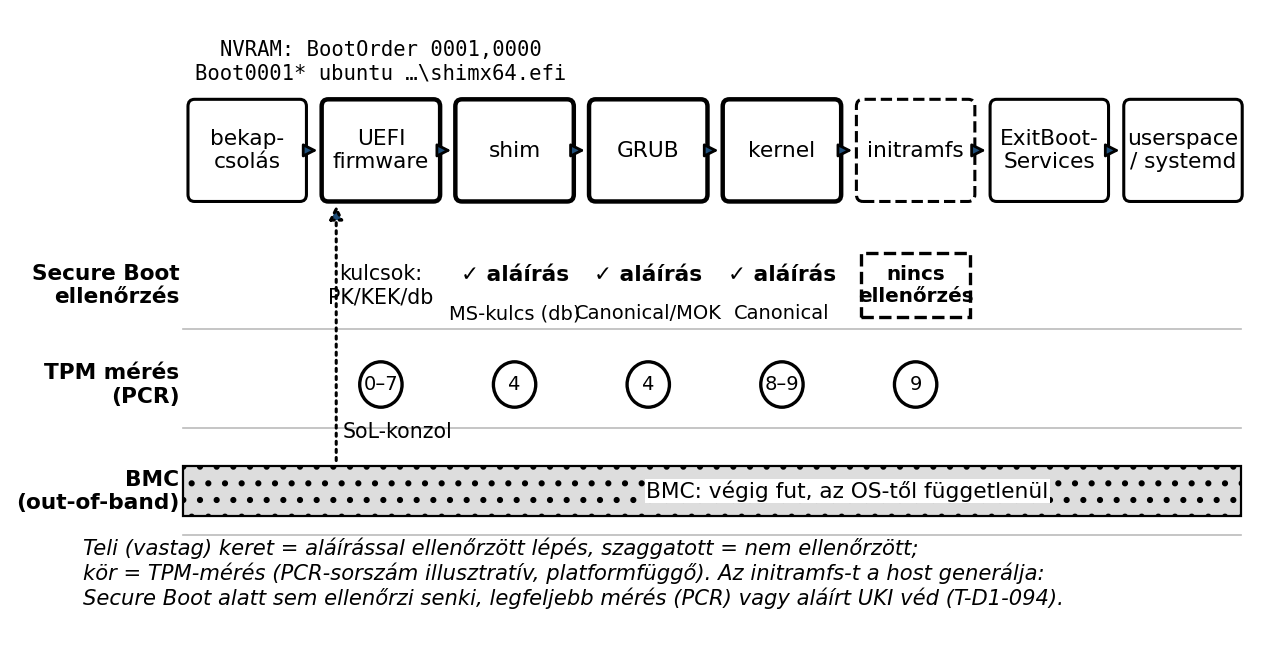 NVRAM: BootOrder 0001,0000
Boot0001* ubuntu …\shimx64.efi
bekap-
csolás
UEFI
firmware
shim
GRUB
kernel
initramfs
ExitBoot-
Services
userspace
/ systemd
Secure Boot
ellenőrzés
kulcsok:
PK/KEK/db
✓ aláírás
MS-kulcs (db)
✓ aláírás
Canonical/MOK
✓ aláírás
Canonical
nincs
ellenőrzés
TPM mérés
(PCR)
0–7
4
4
8–9
9
SoL-konzol
BMC
(out-of-band)
BMC: végig fut, az OS-től függetlenül
Teli (vastag) keret = aláírással ellenőrzött lépés, szaggatott = nem ellenőrzött;
kör = TPM-mérés (PCR-sorszám illusztratív, platformfüggő). Az initramfs-t a host generálja:
Secure Boot alatt sem ellenőrzi senki, legfeljebb mérés (PCR) vagy aláírt UKI véd (T-D1-094).